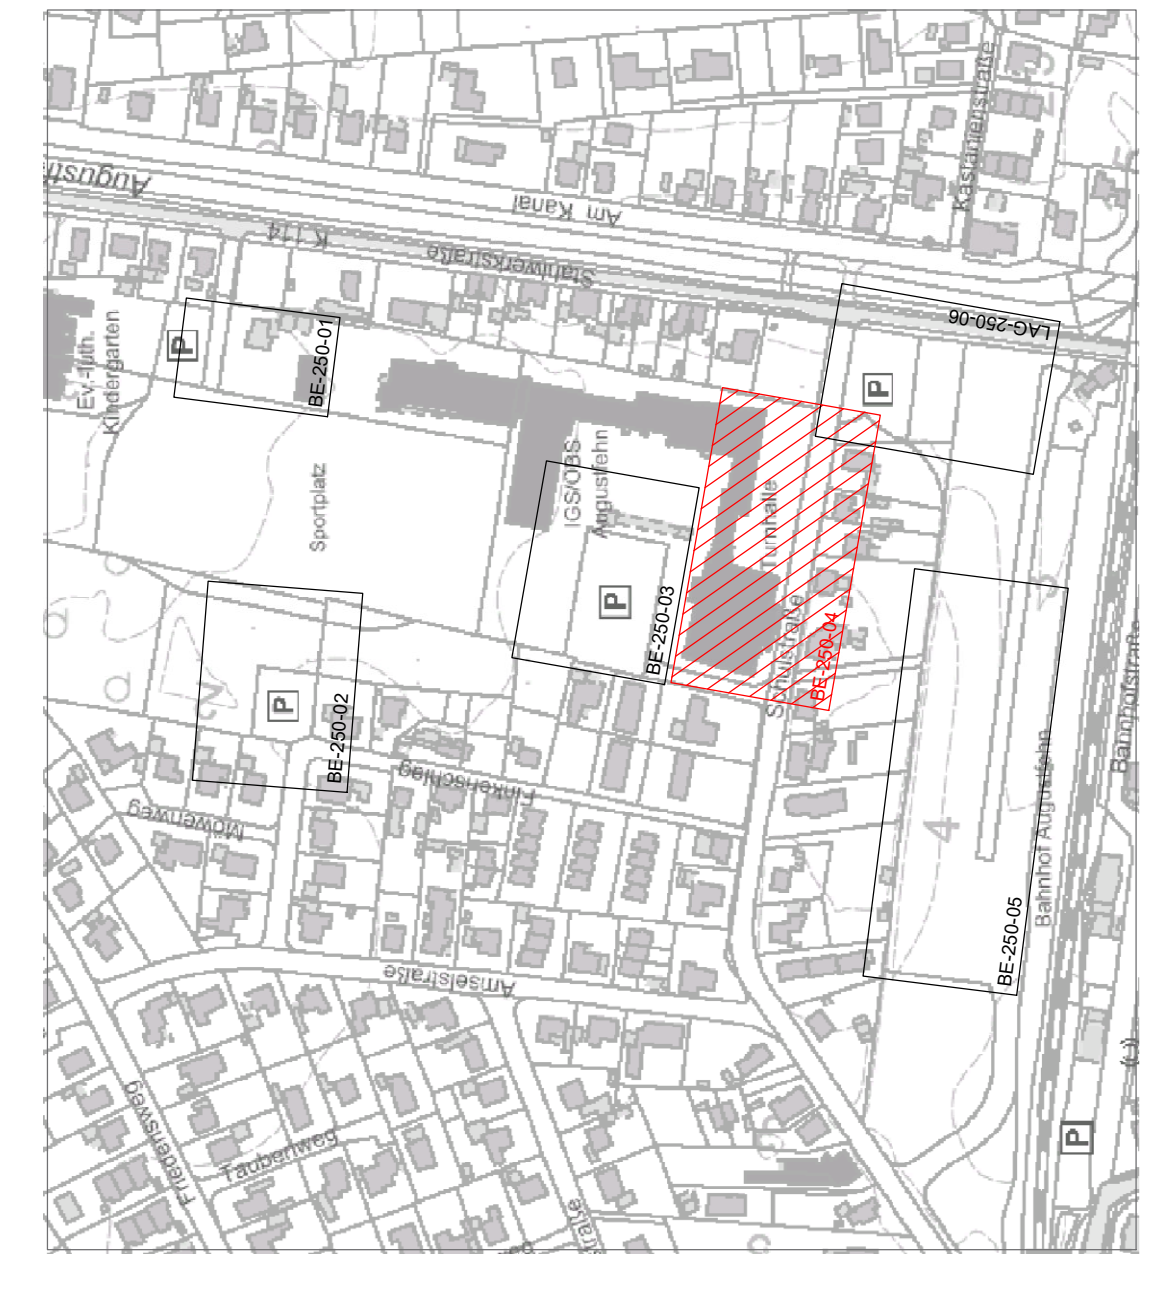 Kastanienstraße
Am Kanal
K 114
Stahlwerkstraße
LAG-250-06
Ev.-luth.
Kindergarten
P
BE-250-01
P
Sportplatz
IGS/OBS
Augustfehn
Turnhalle
P
BE-250-03
Schulstraße
BE-250-04
P
BE-250-02
Finkenschlag
Möwenweg
4
Bahnhof Augustfehn
Bahnhofstraße
BE-250-05
Amselstraße
Friedensweg
Taubenweg
P